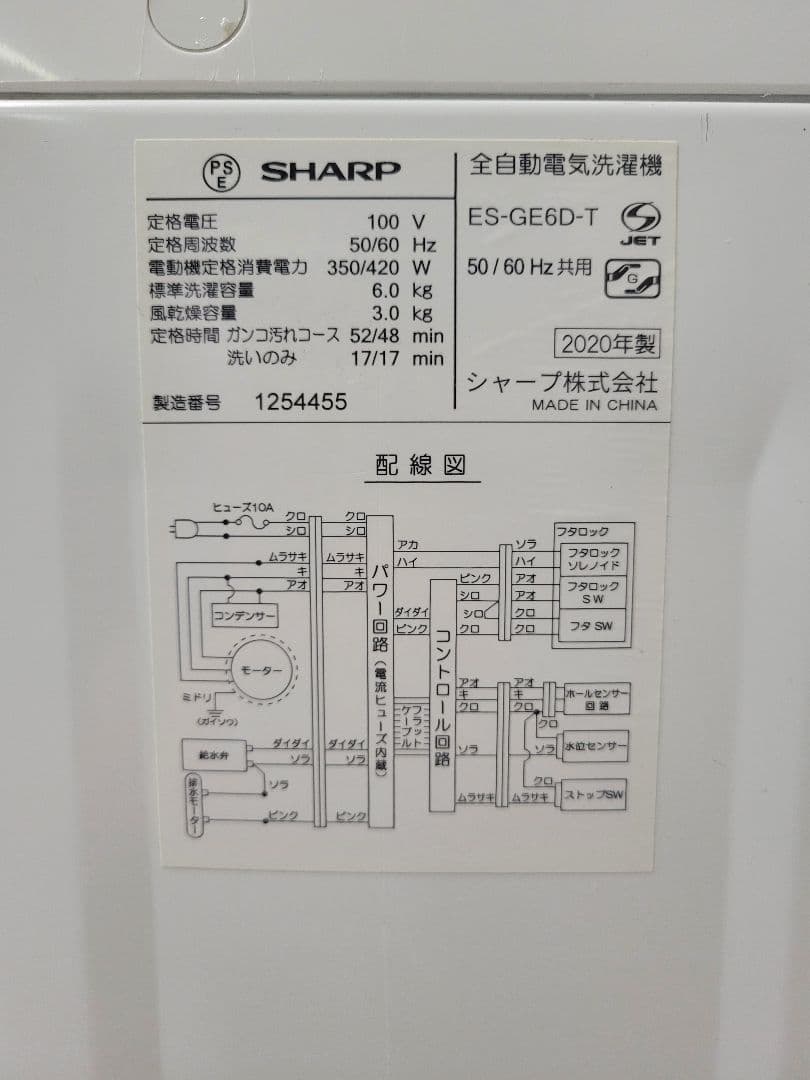 PS
E
SHARP
定格電圧 100 V
定格周波数 50/60 Hz
電動機定格消費電力 350/420 W
標準洗濯容量 6.0 kg
風乾燥容量 3.0 kg
定格時間 ガンコ汚れコース 52/48 min
洗いのみ 17/17 min
製造番号 1254455
全自動電気洗濯機
ES-GE6D-T
JET
50/60 Hz 共用
G
2020年製
シャープ株式会社
MADE IN CHINA
配線図
ヒューズ10A
クロ クロ
シロ シロ
ムラサキ ムラサキ
キ キ
アオ アオ
コンデンサー
モーター
ミドリ
(ガイソウ)
給水弁
ダイダイ ダイダイ
ソラ ソラ
ソラ
排水モーター
ピンク ピンク
パワー回路(電流ヒューズ内蔵)
アカ ソラ
ハイ ハイ
ピンク アオ
シロ アオ
ダイダイ シロ クロ
ピンク クロ クロ
フタロック
フタロック
ソレノイド
フタロック
SW
フタ SW
コントロール回路
フラット
ケーブル
アオ アオ
キ キ
クロ クロ
ホールセンサー
回路
クロ
ソラ ソラ
水位センサー
クロ
ムラサキ ムラサキ
ストップSW